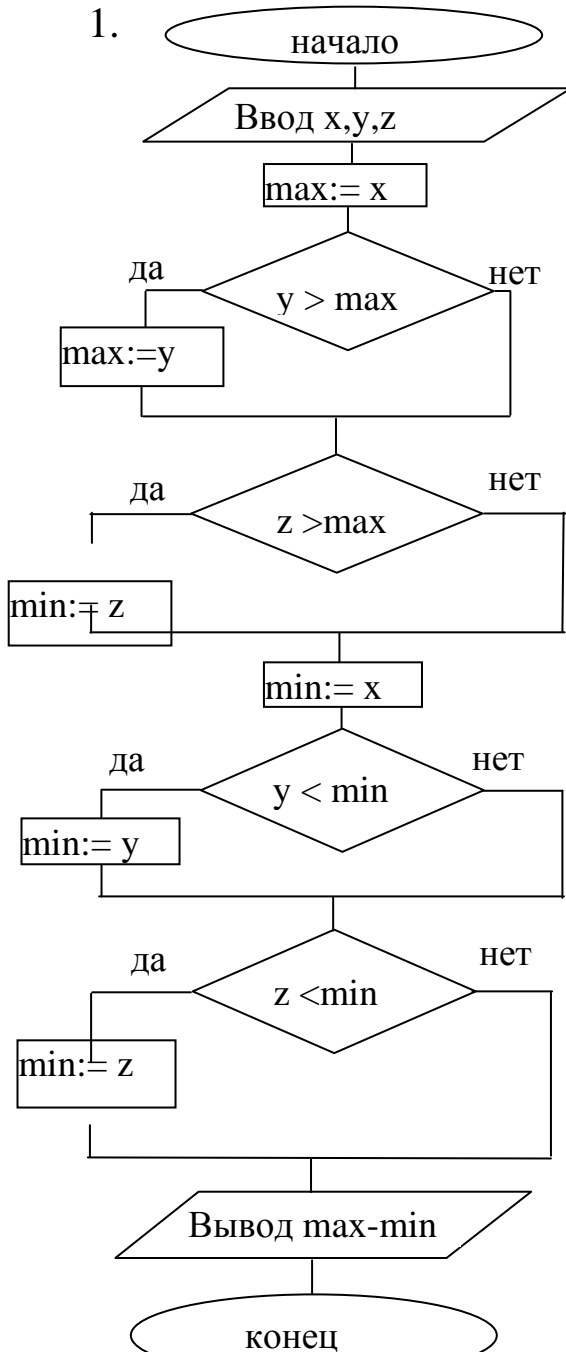 1.
начало
Ввод x,y,z
max:= x
да
нет
y > max
max:=y
да
нет
z >max
min:= z
min:= x
да
нет
y < min
min:= y
да
нет
z <min
min:= z
Вывод max-min
конец